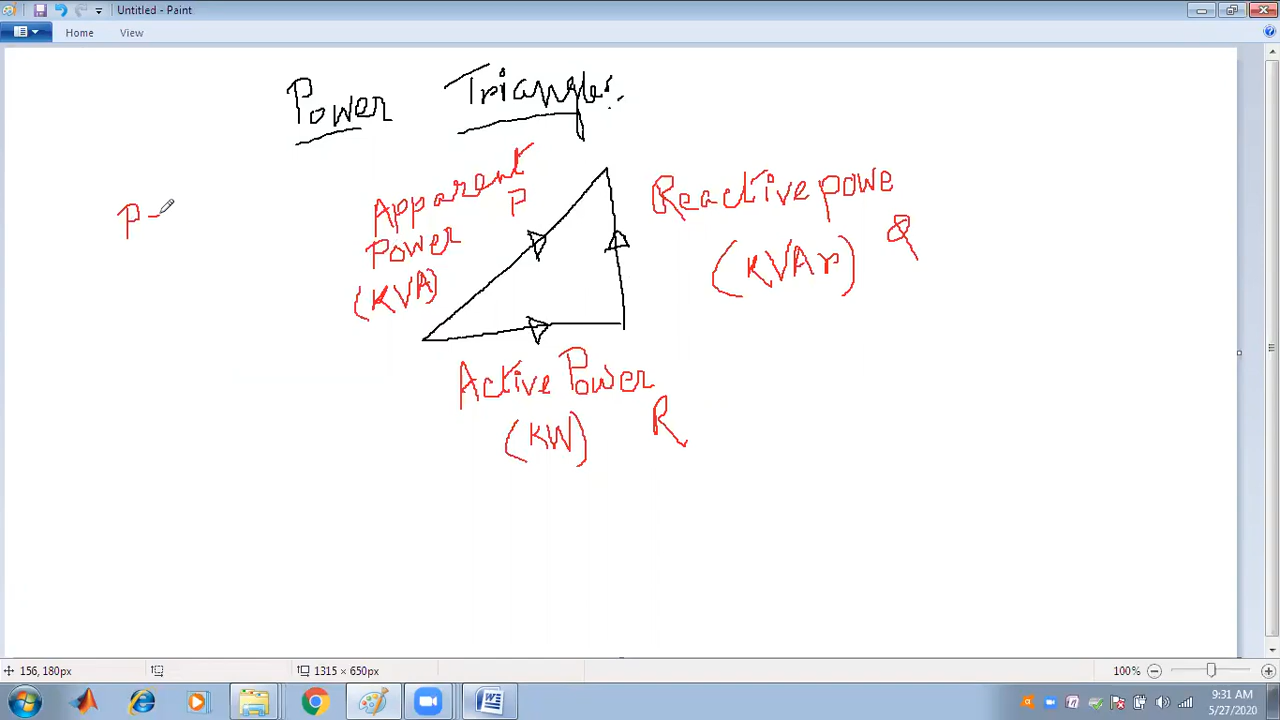 Untitled - Paint
Home View
Power Triangles.
Apparent
P
Power
(KVA)
Reactive powe
Q
(KVAr)
P -
Active Power
(KW)
R
156, 180px
1315 × 650px
100%
9:31 AM
5/27/2020